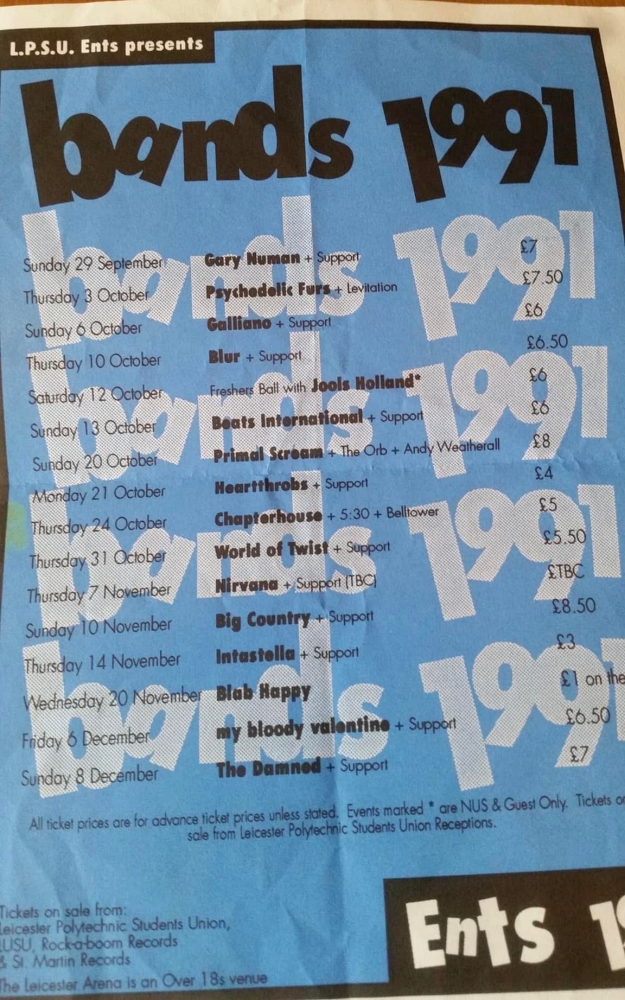 L.P.S.U. Ents presents
bands 1991
bands 1991
bands 1991
bands 1991
bands 1991
Sunday 29 September Gary Numan + Support £7
Thursday 3 October Psychedelic Furs + Levitation £7.50
Sunday 6 October Galliano + Support £6
Thursday 10 October Blur + Support £6.50
Saturday 12 October Freshers Ball with Jools Holland* £6
Sunday 13 October Beats International + Support £6
Sunday 20 October Primal Scream + The Orb + Andy Weatherall £8
Monday 21 October Heartthrobs + Support £4
Thursday 24 October Chapterhouse + 5:30 + Belltower £5
Thursday 31 October World of Twist + Support £5.50
Thursday 7 November Nirvana + Support (TBC) £TBC
Sunday 10 November Big Country + Support £8.50
Thursday 14 November Intastella + Support £3
Wednesday 20 November Blab Happy £1 on the
Friday 6 December my bloody valentine + Support £6.50
Sunday 8 December The Damned + Support £7
All ticket prices are for advance ticket prices unless stated. Events marked * are NUS & Guest Only. Tickets on
sale from Leicester Polytechnic Students Union Receptions.
Tickets on sale from:
Leicester Polytechnic Students Union,
LUSU, Rock-a-boom Records
& St Martin Records
The Leicester Arena is an Over 18s venue
Ents 19